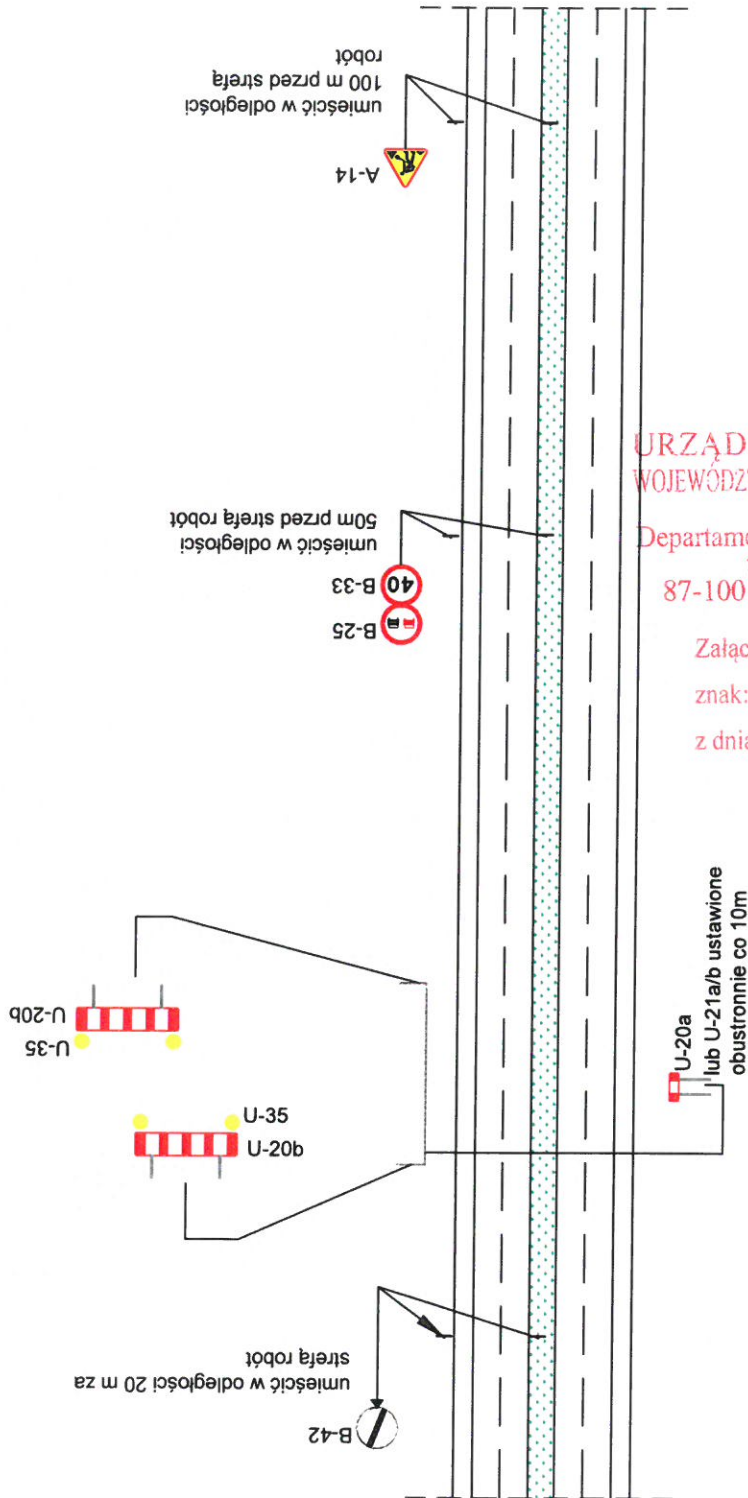 umieścić w odległości
100 m przed strefą
robót
A-14
umieścić w odległości
50m przed strefą robót
B-33
40
B-25
URZĄD
WOJEWÓDZ
Departame
87-100
Załąc
znak:
z dnia
U-20b
U-35
U-35
U-20b
U-20a
lub U-21a/b ustawione
obustronnie co 10m
umieścić w odległości 20 m za
strefą robót
B-42